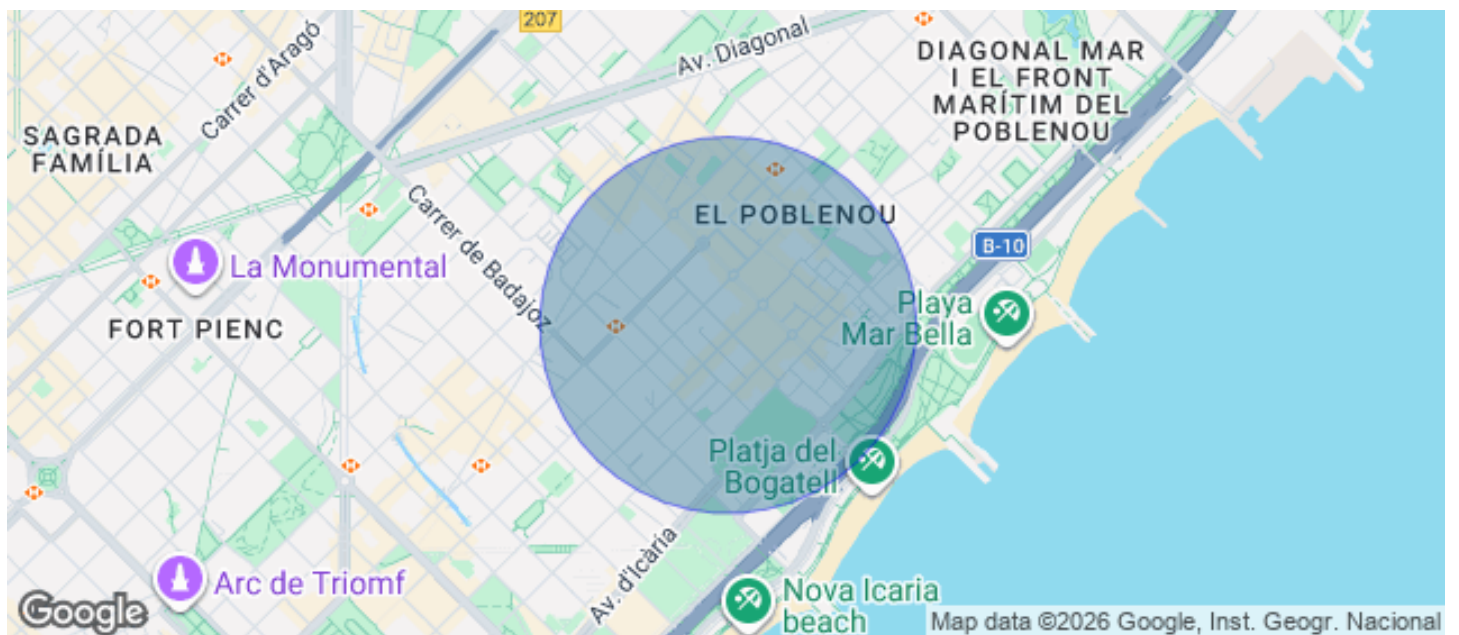 207
Av. Diagonal
Carrer d'Aragó
DIAGONAL MAR
I EL FRONT
MARÍTIM DEL
POBLENOU
SAGRADA
FAMÍLIA
EL POBLENOU
Carrer de Badajoz
B-10
La Monumental
Playa
Mar Bella
FORT PIENC
Platja del
Bogatell
Av. d'Icària
Arc de Triomf
Nova Icaria
beach
Google
Map data ©2026 Google, Inst. Geogr. Nacional